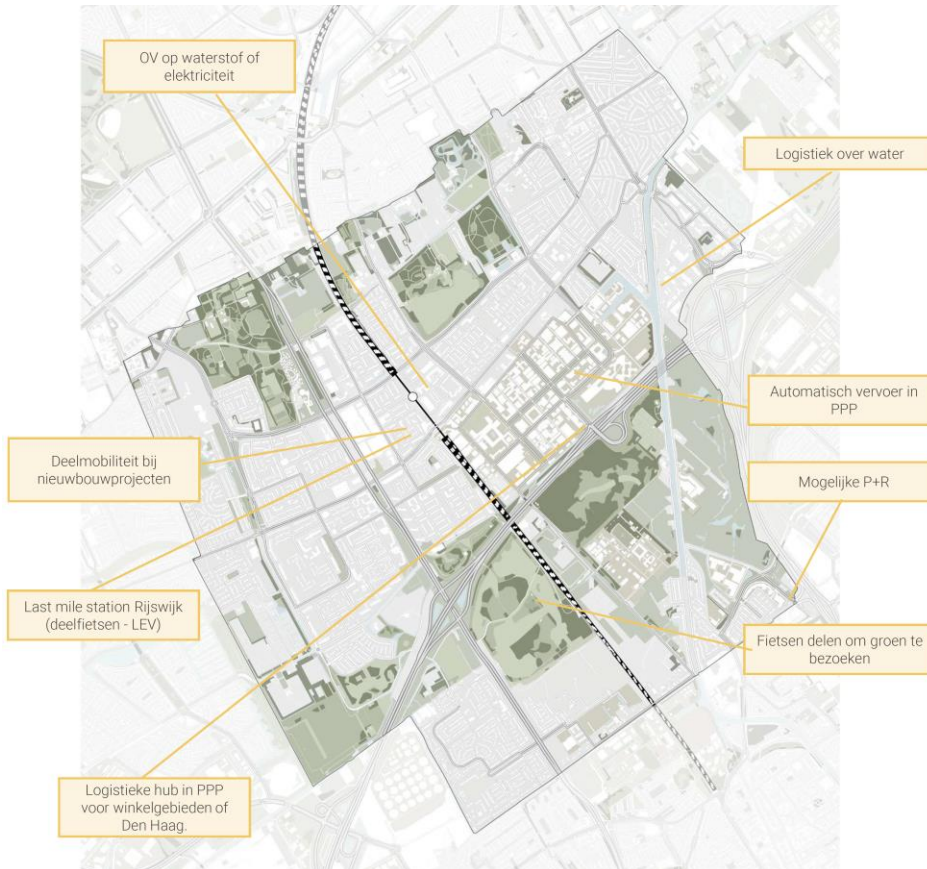 OV op waterstof of
elektriciteit
Logistiek over water
Automatisch vervoer in
PPP
Deelmobiliteit bij
nieuwbouwprojecten
Mogelijke P+R
Last mile station Rijswijk
(deelfietsen - LEV)
Fietsen delen om groen te
bezoeken
Logistieke hub in PPP
voor winkelgebieden of
Den Haag.